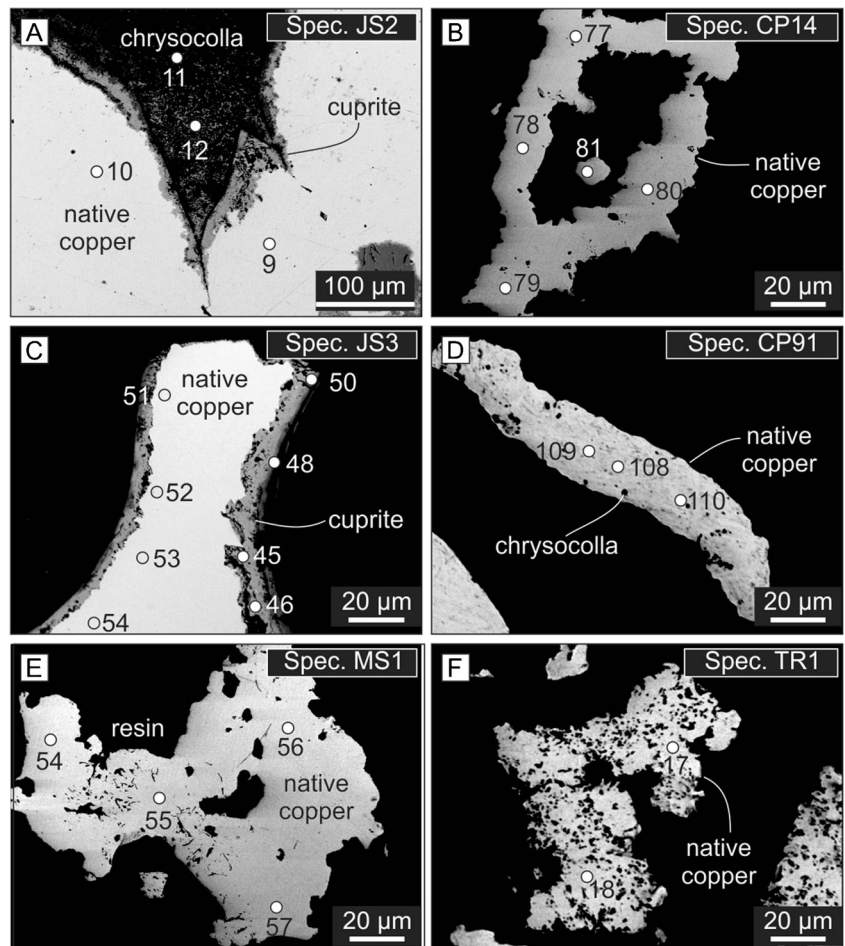 A
Spec. JS2
chrysocolla
11
12
cuprite
10
native
copper
9
100 µm
B
Spec. CP14
77
78
81
native
copper
80
79
20 µm
C
Spec. JS3
native
copper
51
50
48
52
cuprite
53
45
46
54
20 µm
D
Spec. CP91
native
copper
109
108
110
chrysocolla
20 µm
E
Spec. MS1
resin
54
56
native
copper
55
57
20 µm
F
Spec. TR1
17
native
copper
18
20 µm